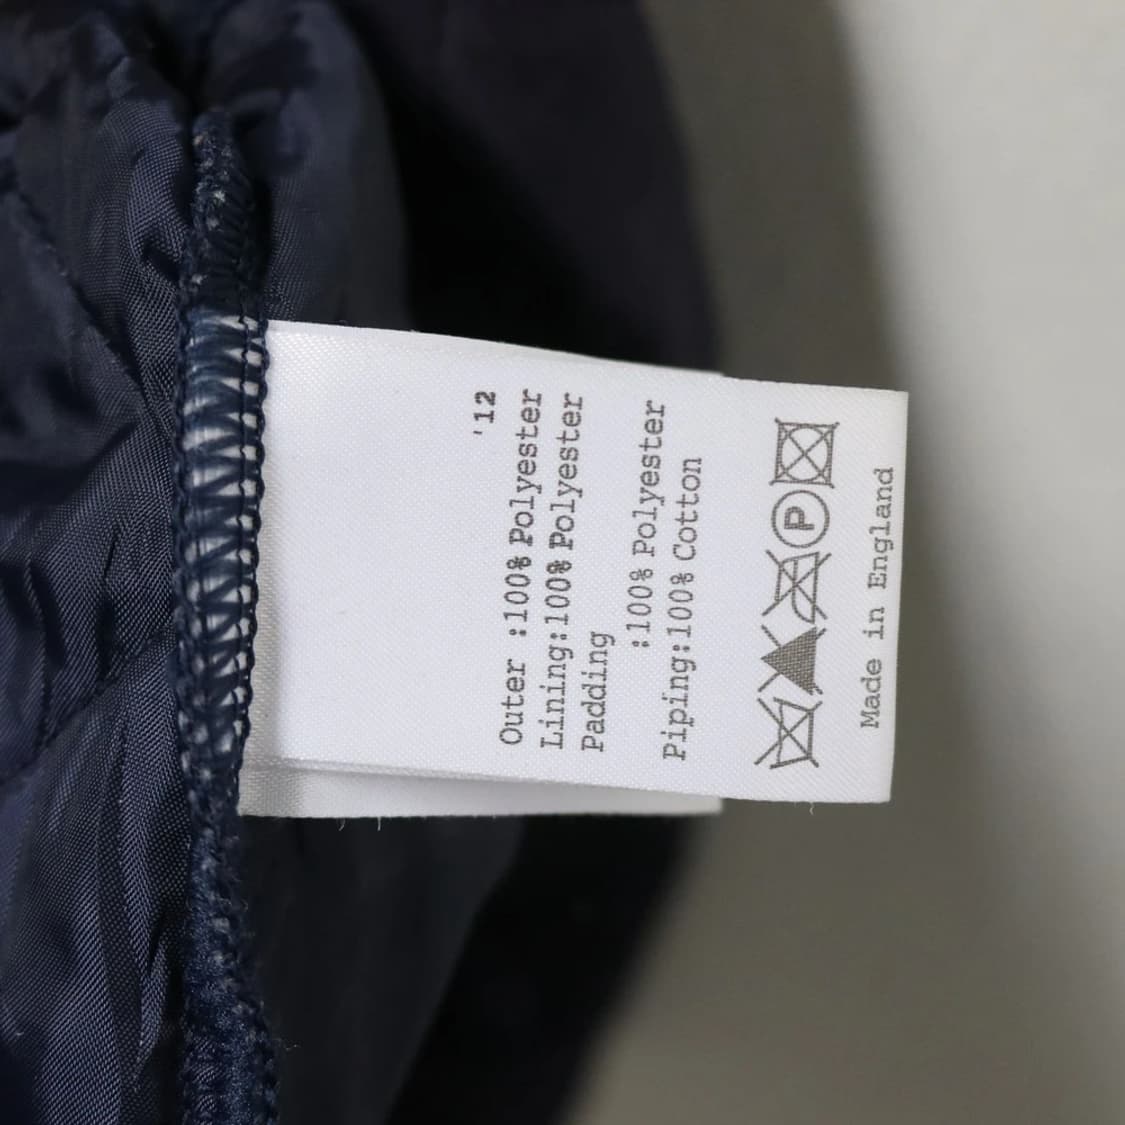 '12
Outer :100% Polyester
Lining:100% Polyester
Padding
:100% Polyester
Piping:100% Cotton
P
Made in England